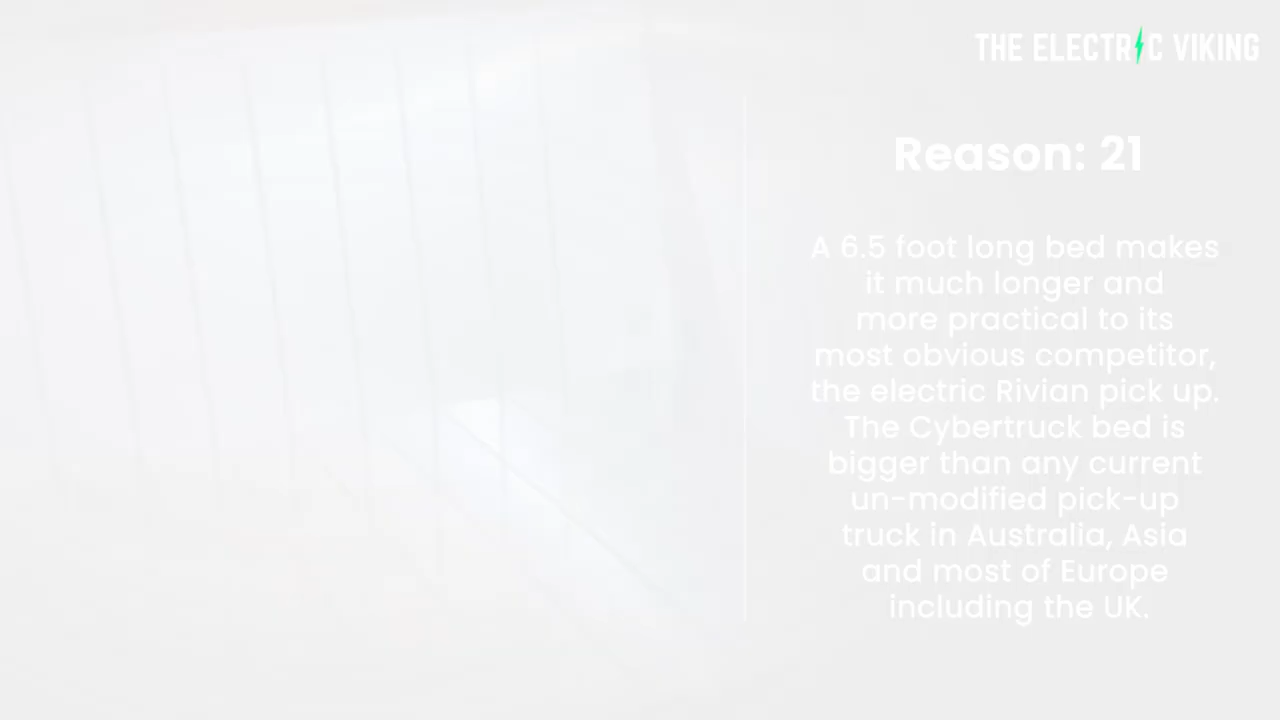 THE ELECTRIC VIKING
Reason: 21
A 6.5 foot long bed makes
it much longer and
more practical to its
most obvious competitor,
the electric Rivian pick up.
The Cybertruck bed is
bigger than any current
un-modified pick-up
truck in Australia, Asia
and most of Europe
including the UK.